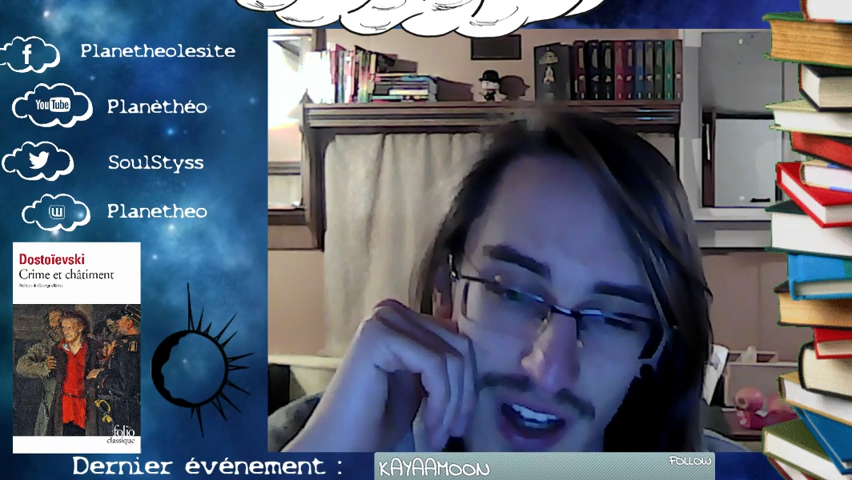 f Planetheolesite
YouTube Planèthéo
SoulStyss
w Planetheo
Dostoïevski
Crime et châtiment
folio
classique
Dernier événement :
KAYAAMOON
FOLLOW